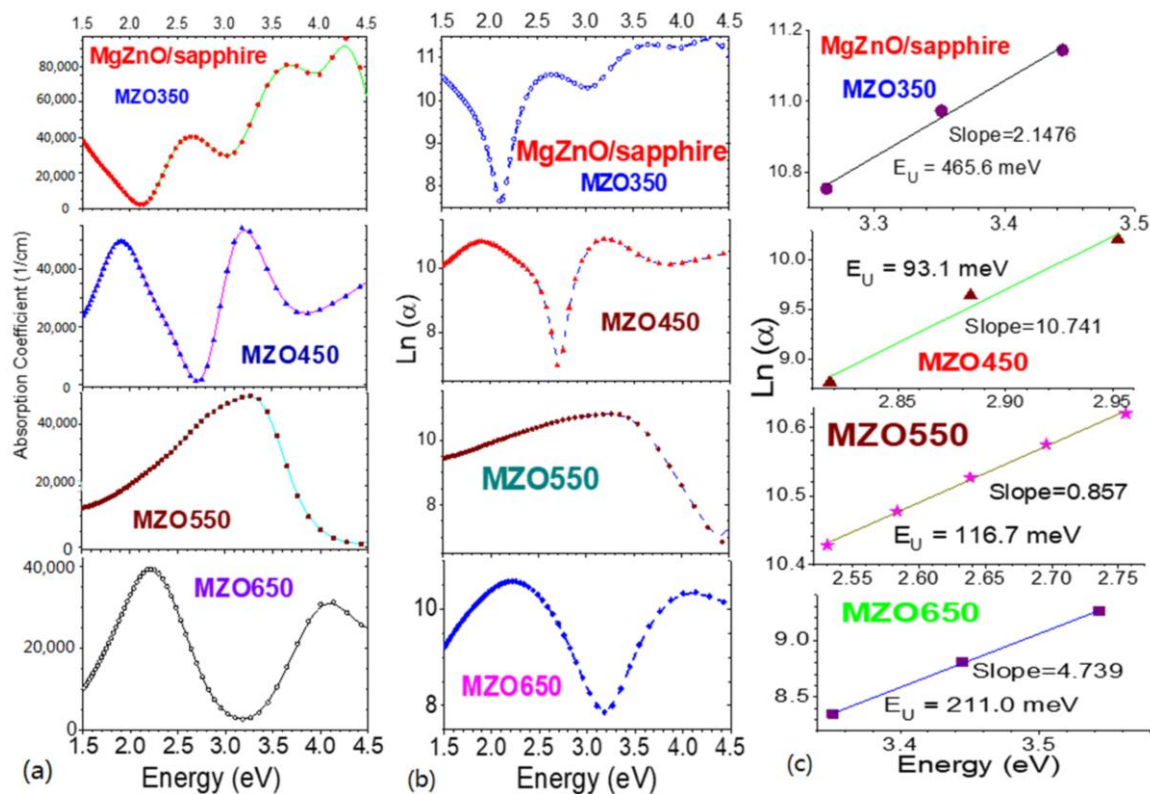 1.5 2.0 2.5 3.0 3.5 4.0 4.5
MgZnO/sapphire
MZO350
80,000
60,000
40,000
20,000
0
MZO450
40,000
20,000
0
MZO550
50,000
40,000
20,000
0
MZO650
40,000
20,000
0
Absorption Coefficient (1/cm)
1.5 2.0 2.5 3.0 3.5 4.0 4.5
(a) Energy (eV)
1.5 2.0 2.5 3.0 3.5 4.0 4.5
11
10
9
8
MgZnO/sapphire
MZO350
10
8
MZO450
10
8
MZO550
10
8
MZO650
Ln (α)
1.5 2.0 2.5 3.0 3.5 4.0 4.5
(b) Energy (eV)
11.2
11.0
10.8
MgZnO/sapphire
MZO350
Slope=2.1476
E_U = 465.6 meV
3.3 3.4 3.5
10.0
9.5
9.0
E_U = 93.1 meV
Slope=10.741
MZO450
2.85 2.90 2.95
10.6
10.5
10.4
MZO550
Slope=0.857
E_U = 116.7 meV
2.55 2.60 2.65 2.70 2.75
9.0
8.5
MZO650
Slope=4.739
E_U = 211.0 meV
Ln (α)
3.4 3.5
(c) Energy (eV)